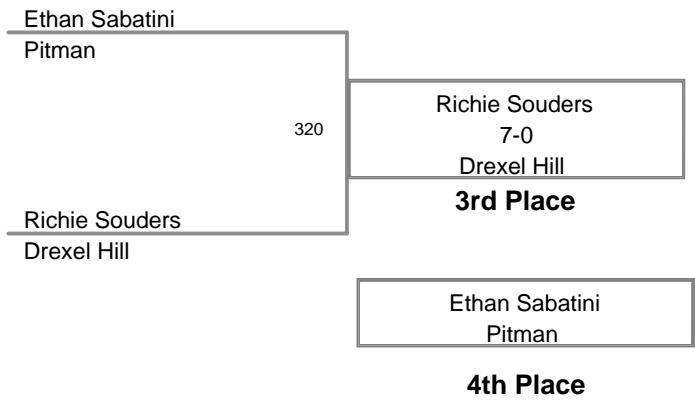 Ethan Sabatini
Pitman
320
Richie Souders
7-0
Drexel Hill
3rd Place
Richie Souders
Drexel Hill
Ethan Sabatini
Pitman
4th Place